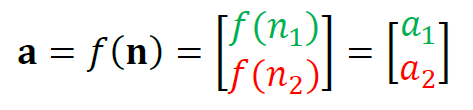 𝐚 = f(𝐧) = [f(n₁) f(n₂)] = [a₁ a₂]